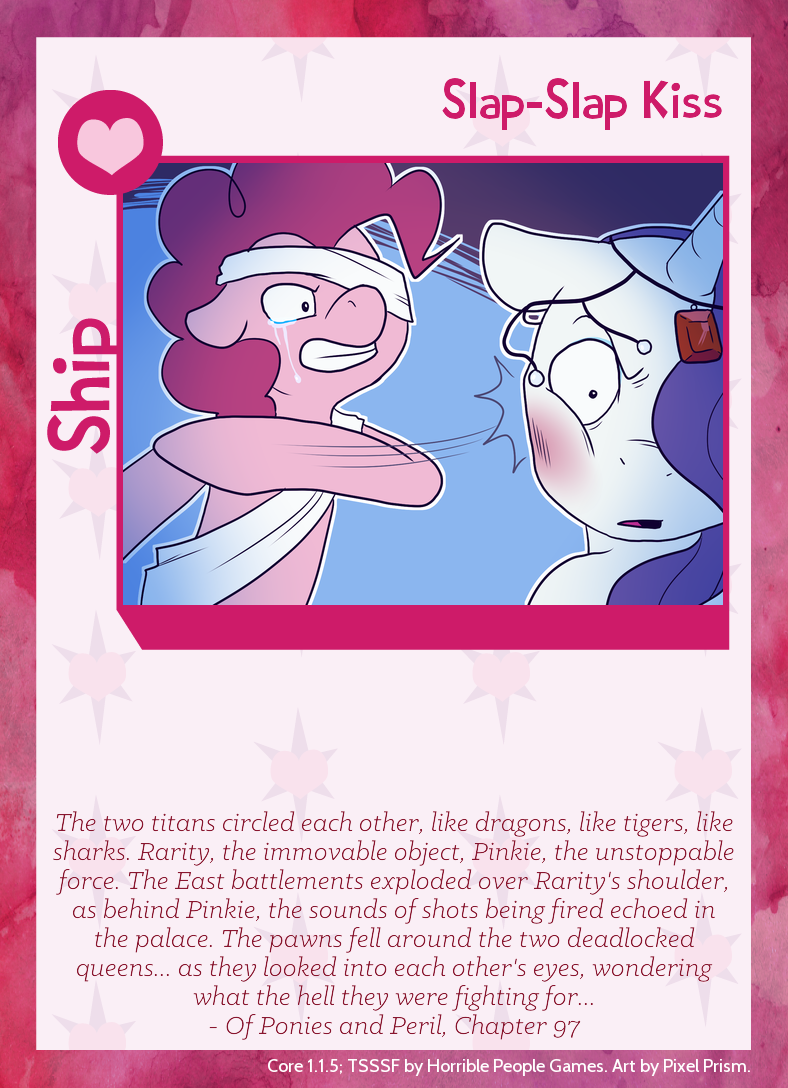 Slap-Slap Kiss
Ship
The two titans circled each other, like dragons, like tigers, like
sharks. Rarity, the immovable object, Pinkie, the unstoppable
force. The East battlements exploded over Rarity's shoulder,
as behind Pinkie, the sounds of shots being fired echoed in
the palace. The pawns fell around the two deadlocked
queens... as they looked into each other's eyes, wondering
what the hell they were fighting for...
- Of Ponies and Peril, Chapter 97
Core 1.1.5; TSSSF by Horrible People Games. Art by Pixel Prism.